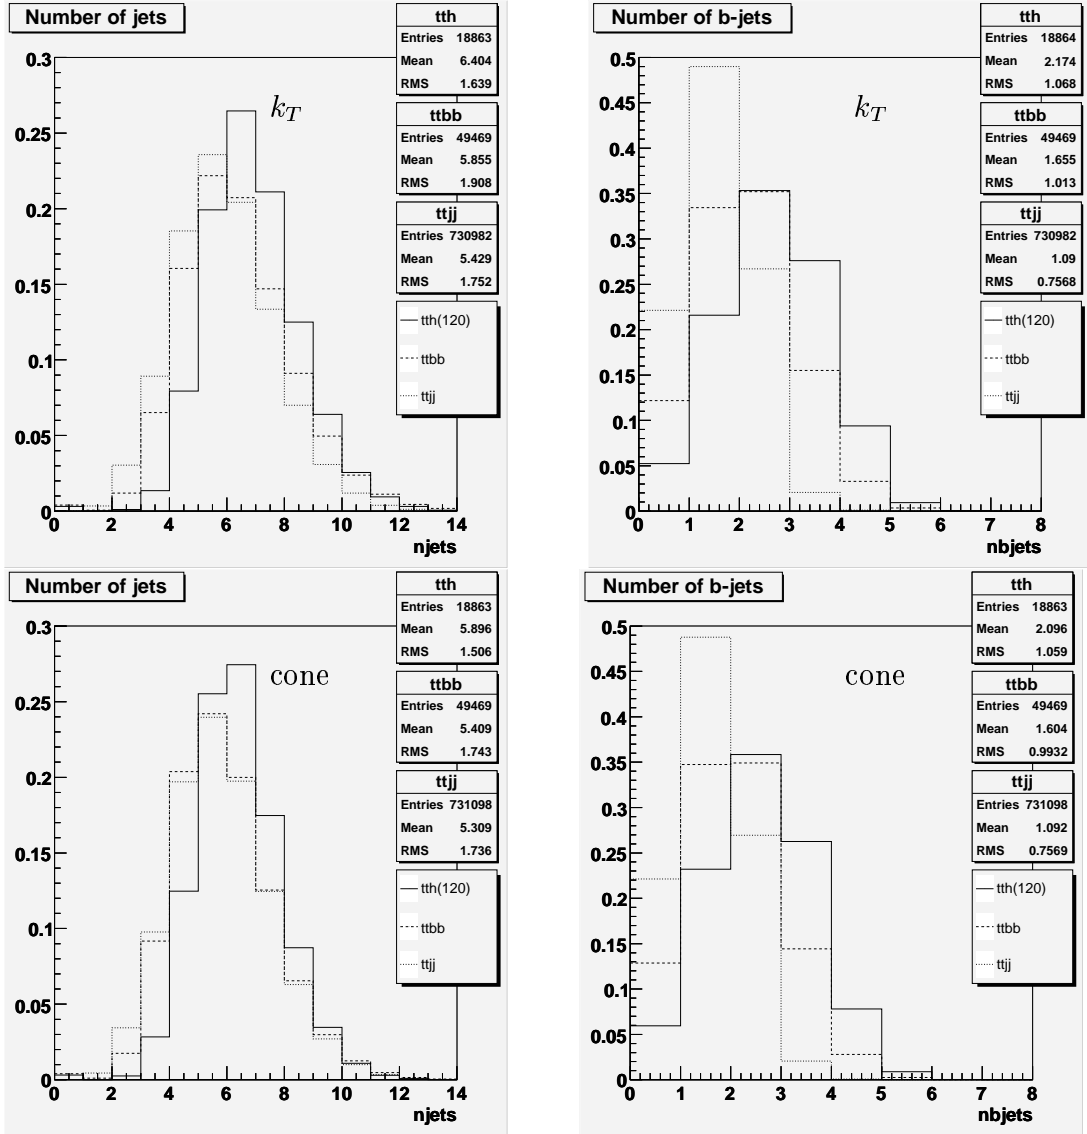 Number of jets
tth
Entries 18863
Mean 6.404
RMS 1.639
ttbb
Entries 49469
Mean 5.855
RMS 1.908
ttjj
Entries 730982
Mean 5.429
RMS 1.752
tth(120)
ttbb
ttjj
k_T
0.3
0.25
0.2
0.15
0.1
0.05
0
0 2 4 6 8 10 12 14
njets
Number of b-jets
tth
Entries 18864
Mean 2.174
RMS 1.068
ttbb
Entries 49469
Mean 1.655
RMS 1.013
ttjj
Entries 730982
Mean 1.09
RMS 0.7568
tth(120)
ttbb
ttjj
k_T
0.5
0.45
0.4
0.35
0.3
0.25
0.2
0.15
0.1
0.05
0
0 1 2 3 4 5 6 7 8
nbjets
Number of jets
tth
Entries 18863
Mean 5.896
RMS 1.506
ttbb
Entries 49469
Mean 5.409
RMS 1.743
ttjj
Entries 731098
Mean 5.309
RMS 1.736
tth(120)
ttbb
ttjj
cone
0.3
0.25
0.2
0.15
0.1
0.05
0
0 2 4 6 8 10 12 14
njets
Number of b-jets
tth
Entries 18863
Mean 2.096
RMS 1.059
ttbb
Entries 49469
Mean 1.604
RMS 0.9932
ttjj
Entries 731098
Mean 1.092
RMS 0.7569
tth(120)
ttbb
ttjj
cone
0.5
0.45
0.4
0.35
0.3
0.25
0.2
0.15
0.1
0.05
0
0 1 2 3 4 5 6 7 8
nbjets